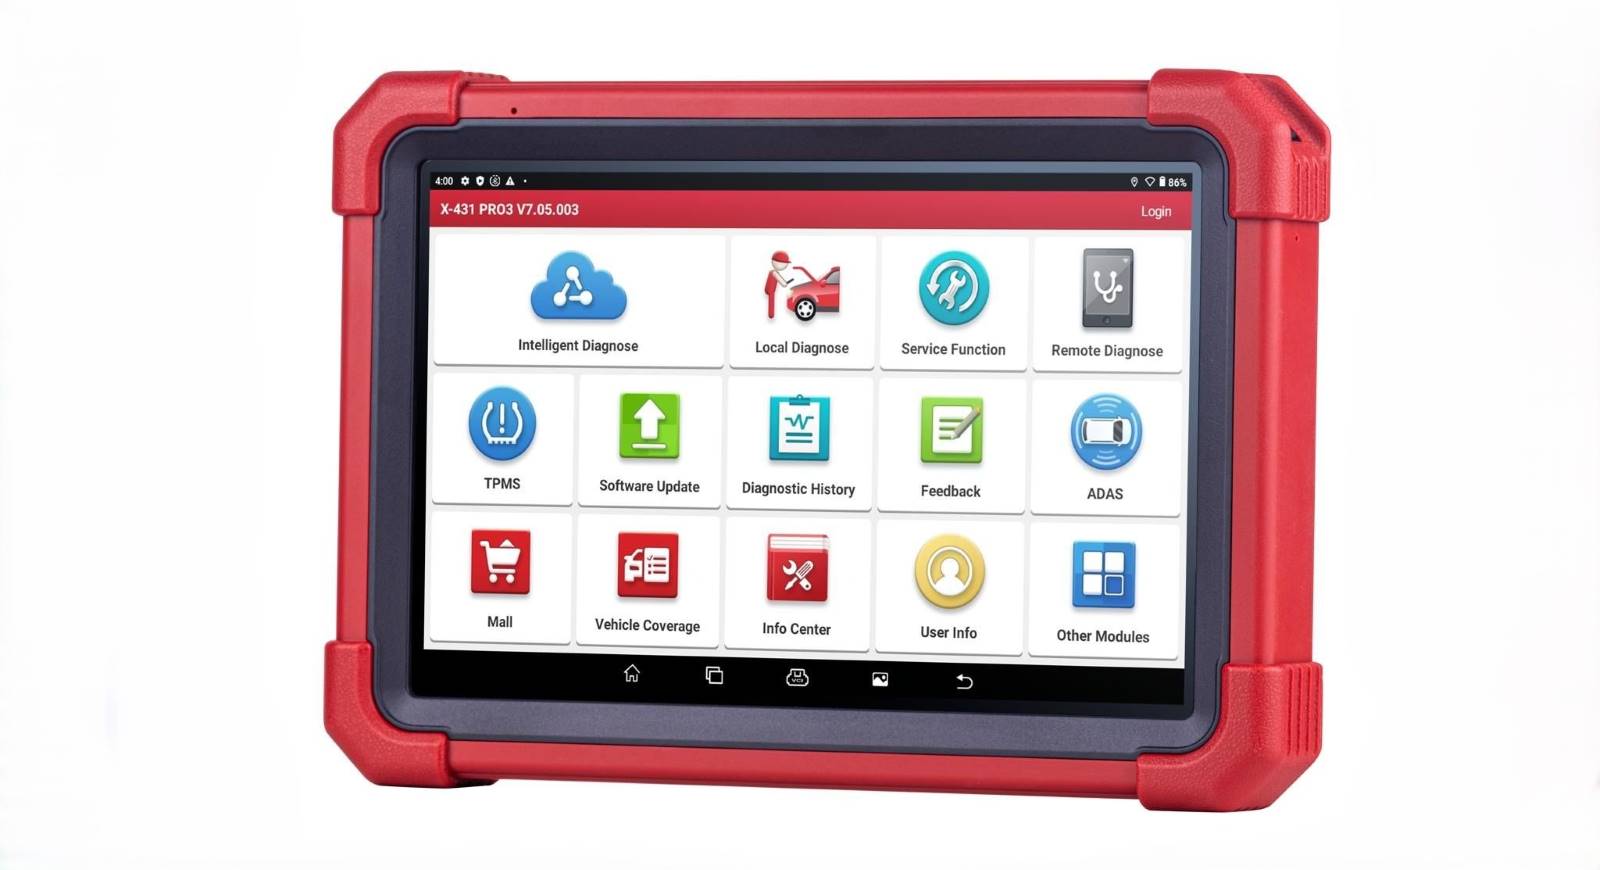 4:00 86%
X-431 PRO3 V7.05.003 Login
Intelligent Diagnose
Local Diagnose
Service Function
Remote Diagnose
TPMS
Software Update
Diagnostic History
Feedback
ADAS
Mall
Vehicle Coverage
Info Center
User Info
Other Modules
VCI